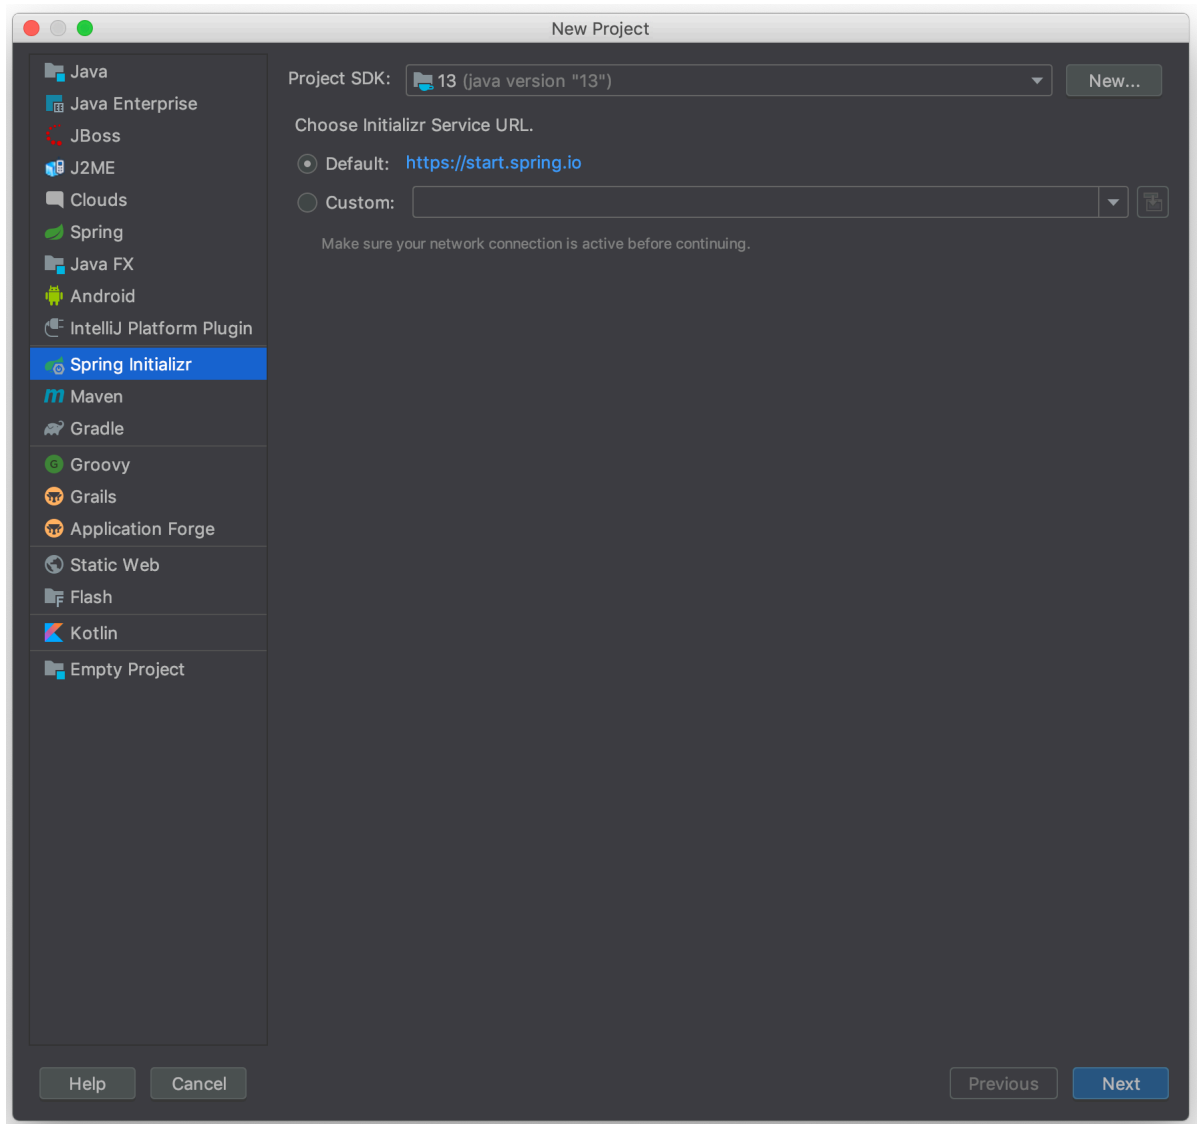 New Project
Java
Java Enterprise
JBoss
J2ME
Clouds
Spring
Java FX
Android
IntelliJ Platform Plugin
Spring Initializr
Maven
Gradle
Groovy
Grails
Application Forge
Static Web
Flash
Kotlin
Empty Project
Project SDK: 13 (java version "13") New...
Choose Initializr Service URL.
Default: https://start.spring.io
Custom:
Make sure your network connection is active before continuing.
Help Cancel Previous Next